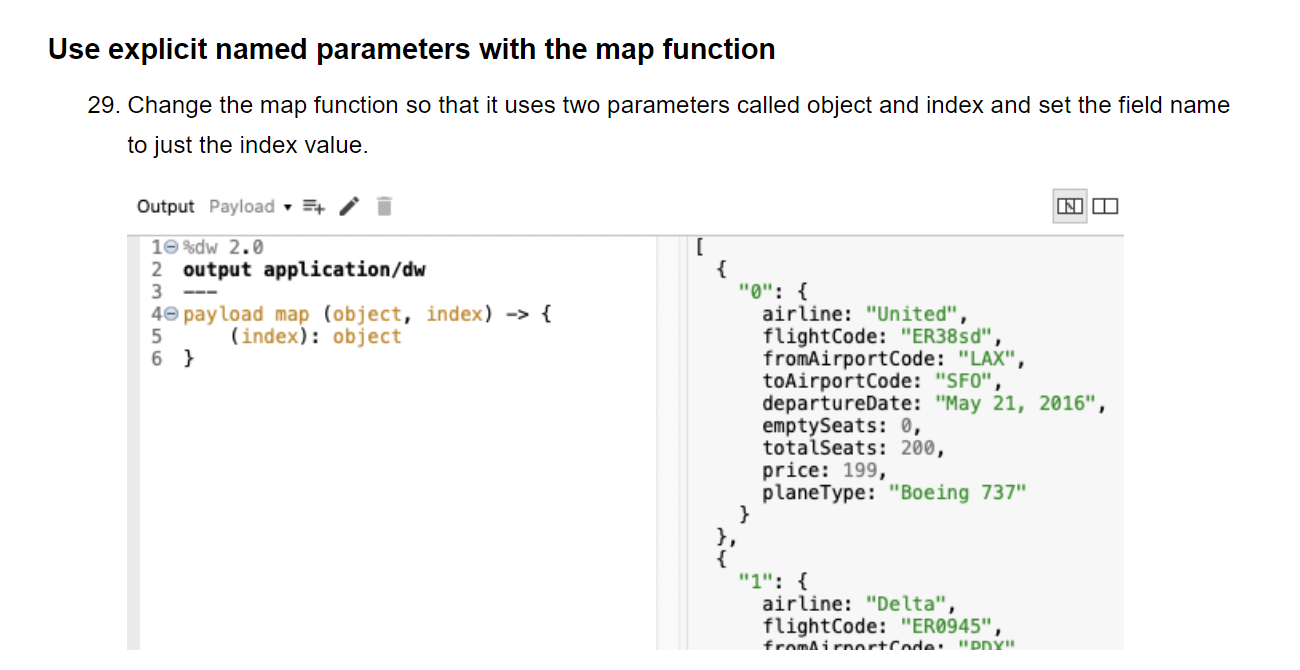 Use explicit named parameters with the map function
29. Change the map function so that it uses two parameters called object and index and set the field name
to just the index value.
Output Payload
1 %dw 2.0
2 output application/dw
3 ---
4 payload map (object, index) -> {
5 (index): object
6 }
[
{
"0": {
airline: "United",
flightCode: "ER38sd",
fromAirportCode: "LAX",
toAirportCode: "SFO",
departureDate: "May 21, 2016",
emptySeats: 0,
totalSeats: 200,
price: 199,
planeType: "Boeing 737"
}
},
{
"1": {
airline: "Delta",
flightCode: "ER0945",
fromAirportCode: "PDX"